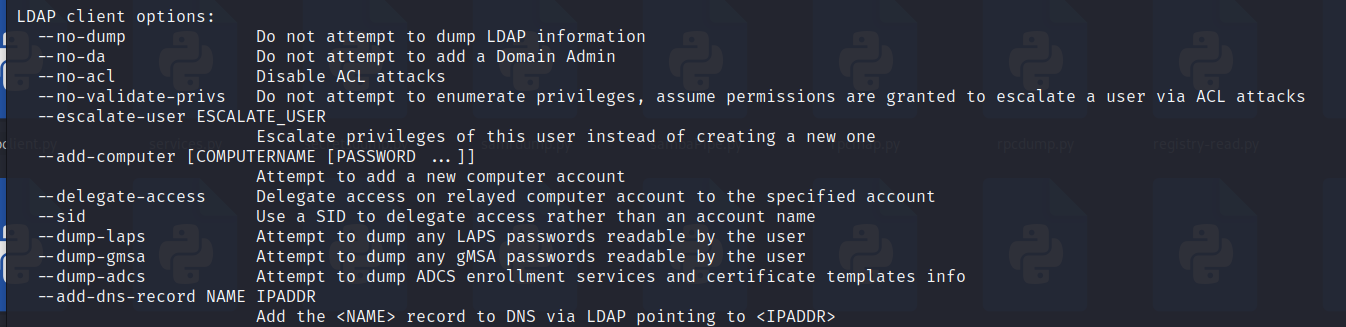 LDAP client options:
--no-dump Do not attempt to dump LDAP information
--no-da Do not attempt to add a Domain Admin
--no-acl Disable ACL attacks
--no-validate-privs Do not attempt to enumerate privileges, assume permissions are granted to escalate a user via ACL attacks
--escalate-user ESCALATE_USER
Escalate privileges of this user instead of creating a new one
rpcdump.py
registry-read.py
--add-computer [COMPUTERNAME [PASSWORD ...]]
Attempt to add a new computer account
--delegate-access Delegate access on relayed computer account to the specified account
--sid Use a SID to delegate access rather than an account name
--dump-laps Attempt to dump any LAPS passwords readable by the user
--dump-gmsa Attempt to dump any gMSA passwords readable by the user
--dump-adcs Attempt to dump ADCS enrollment services and certificate templates info
--add-dns-record NAME IPADDR
Add the <NAME> record to DNS via LDAP pointing to <IPADDR>